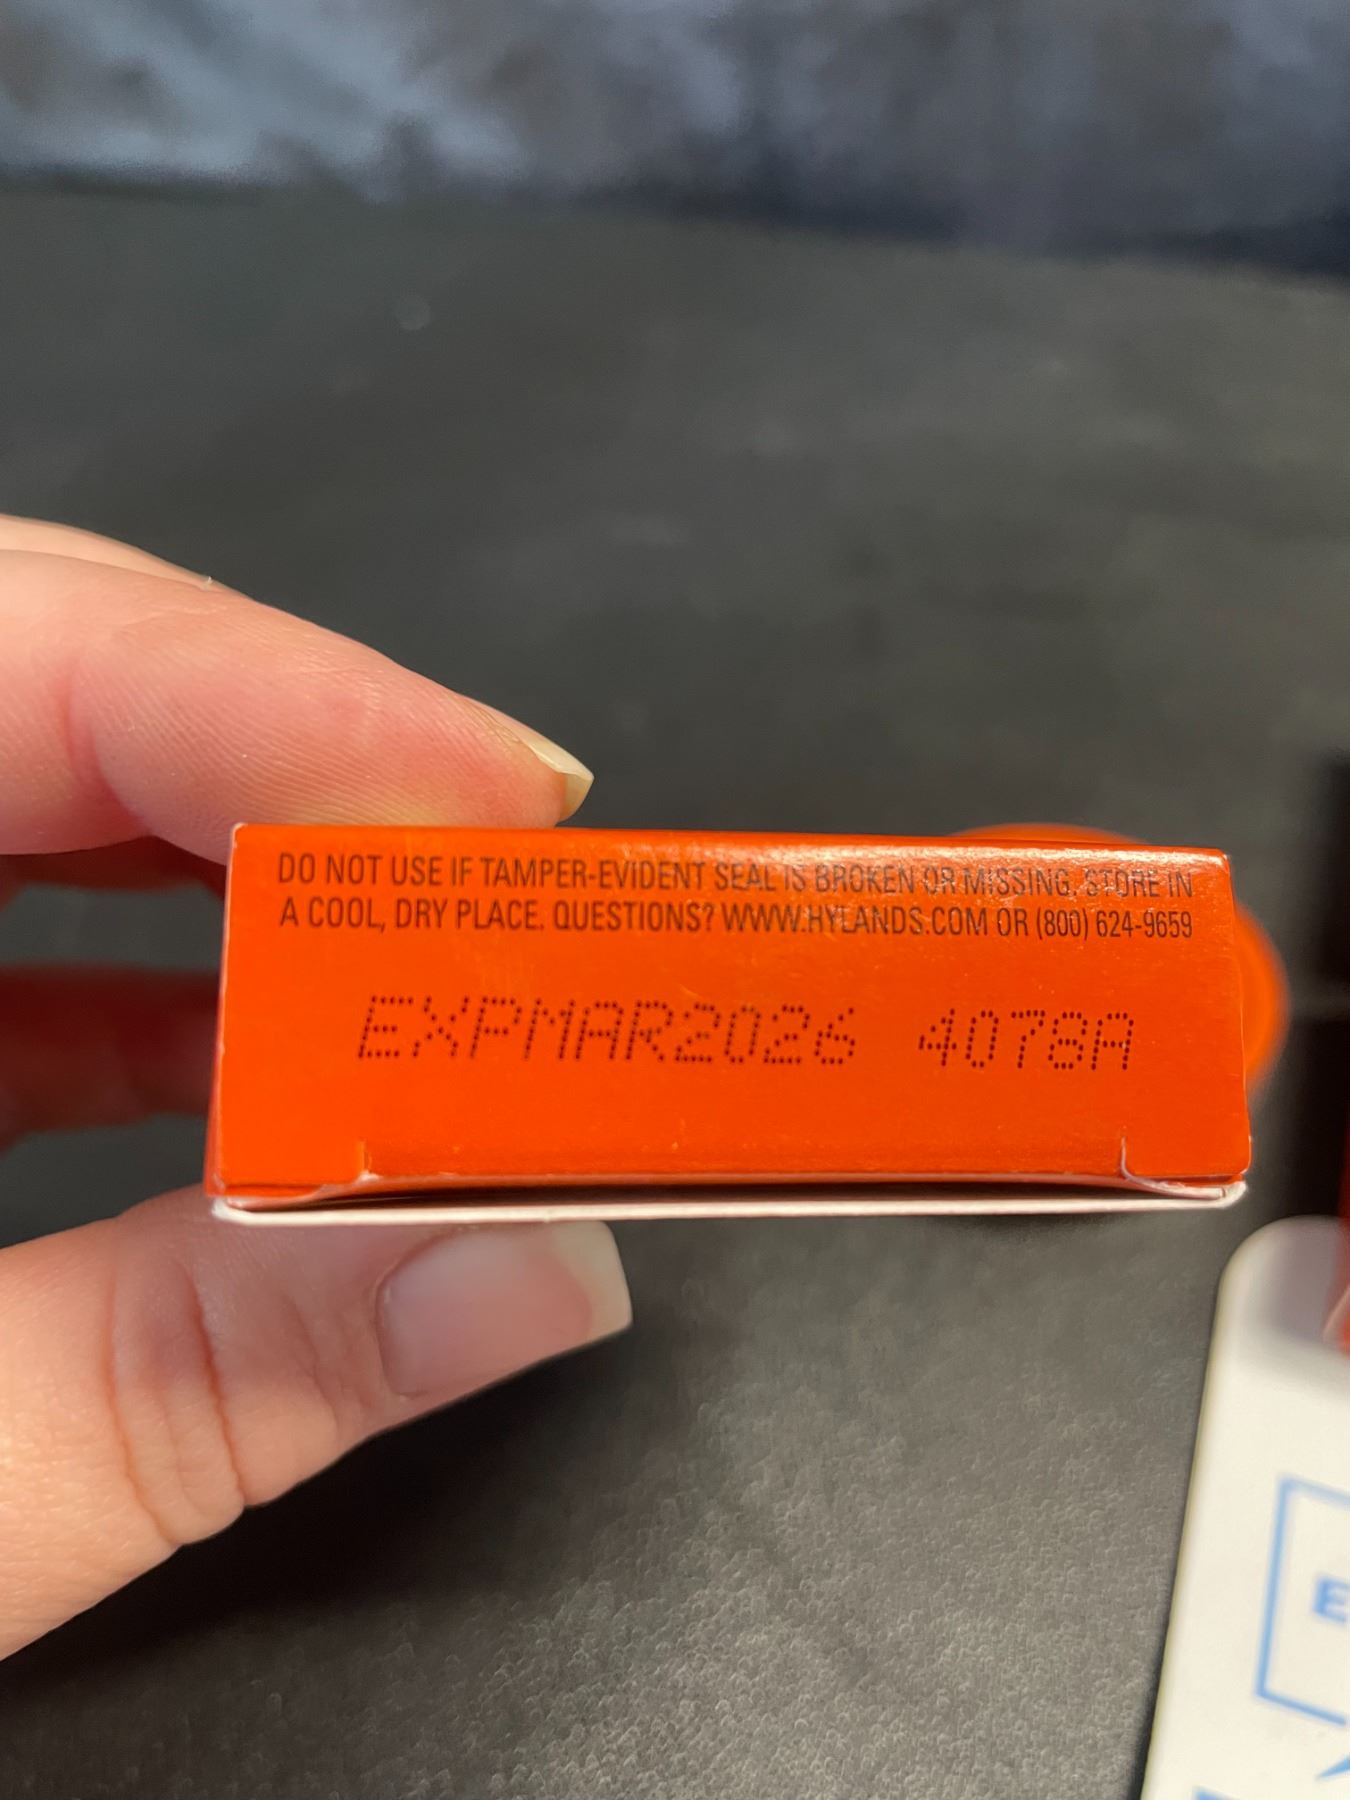 DO NOT USE IF TAMPER-EVIDENT SEAL IS BROKEN OR MISSING. STORE IN
A COOL, DRY PLACE. QUESTIONS? WWW.HYLANDS.COM OR (800) 624-9659
EXPMAR2026 4078A